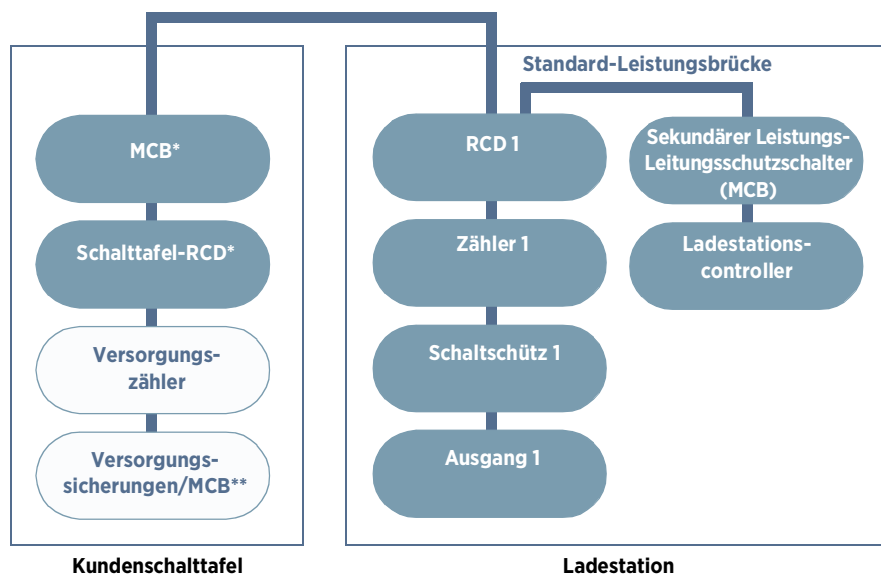 Standard-Leistungsbrücke
MCB*
Schalttafel-RCD*
Versorgungs-
zähler
Versorgungs-
sicherungen/MCB**
RCD 1
Zähler 1
Schaltschütz 1
Ausgang 1
Sekundärer Leistungs-
Leitungsschutzschalter
(MCB)
Ladestations-
controller
Kundenschalttafel
Ladestation